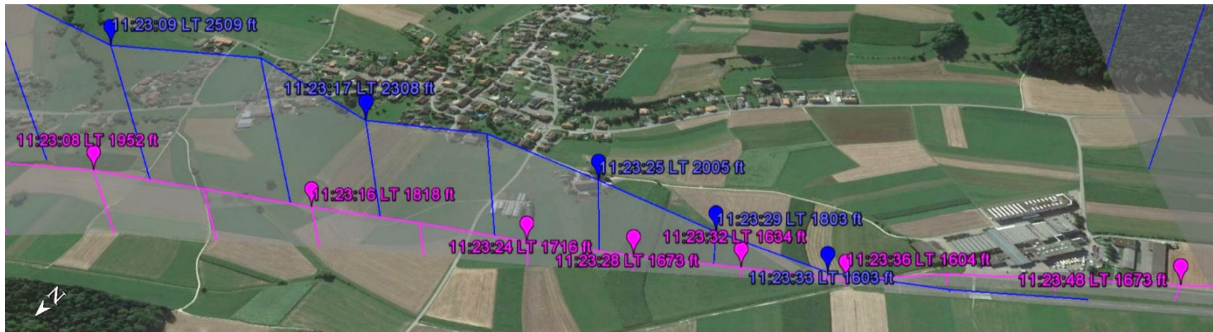 11:23:09 LT 2509 ft
11:23:17 LT 2308 ft
11:23:08 LT 1952 ft
11:23:25 LT 2005 ft
11:23:16 LT 1818 ft
11:23:29 LT 1803 ft
11:23:32 LT 1634 ft
11:23:24 LT 1716 ft
11:23:28 LT 1673 ft
11:23:36 LT 1604 ft
11:23:33 LT 1603 ft
11:23:48 LT 1673 ft
N